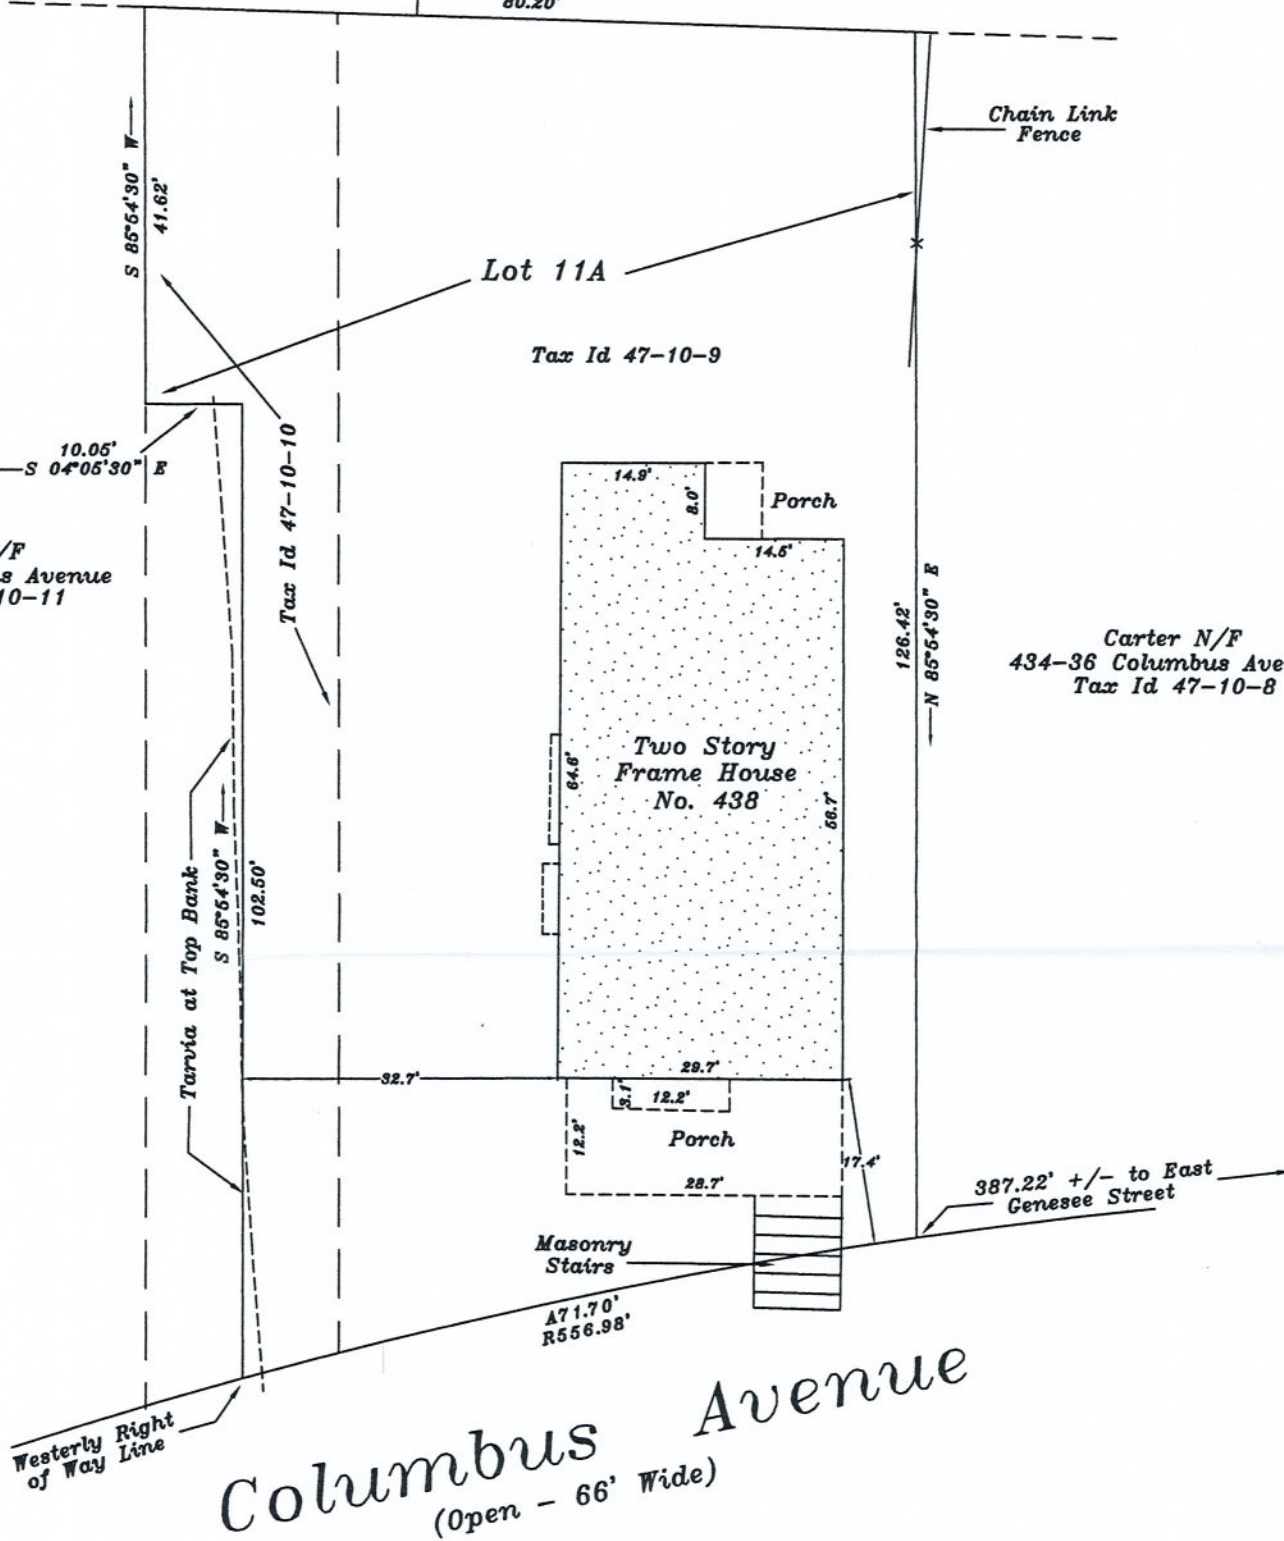 80.20'
Chain Link
Fence
S 85°54'30" W
41.62'
Lot 11A
Tax Id 47-10-9
10.05'
S 04°05'30" E
Tax Id 47-10-10
14.9'
8.0'
Porch
14.5'
/F
s Avenue
10-11
126.42'
N 85°54'30" E
Carter N/F
434-36 Columbus Ave
Tax Id 47-10-8
Two Story
Frame House
No. 438
64.6'
56.7'
Tarvia at Top Bank
S 85°54'30" W
102.50'
32.7'
29.7'
3.1'
12.2'
12.2'
Porch
28.7'
17.4'
387.22' +/- to East
Genesee Street
Masonry
Stairs
A71.70'
R556.98'
Westerly Right
of Way Line
Columbus Avenue
(Open - 66' Wide)